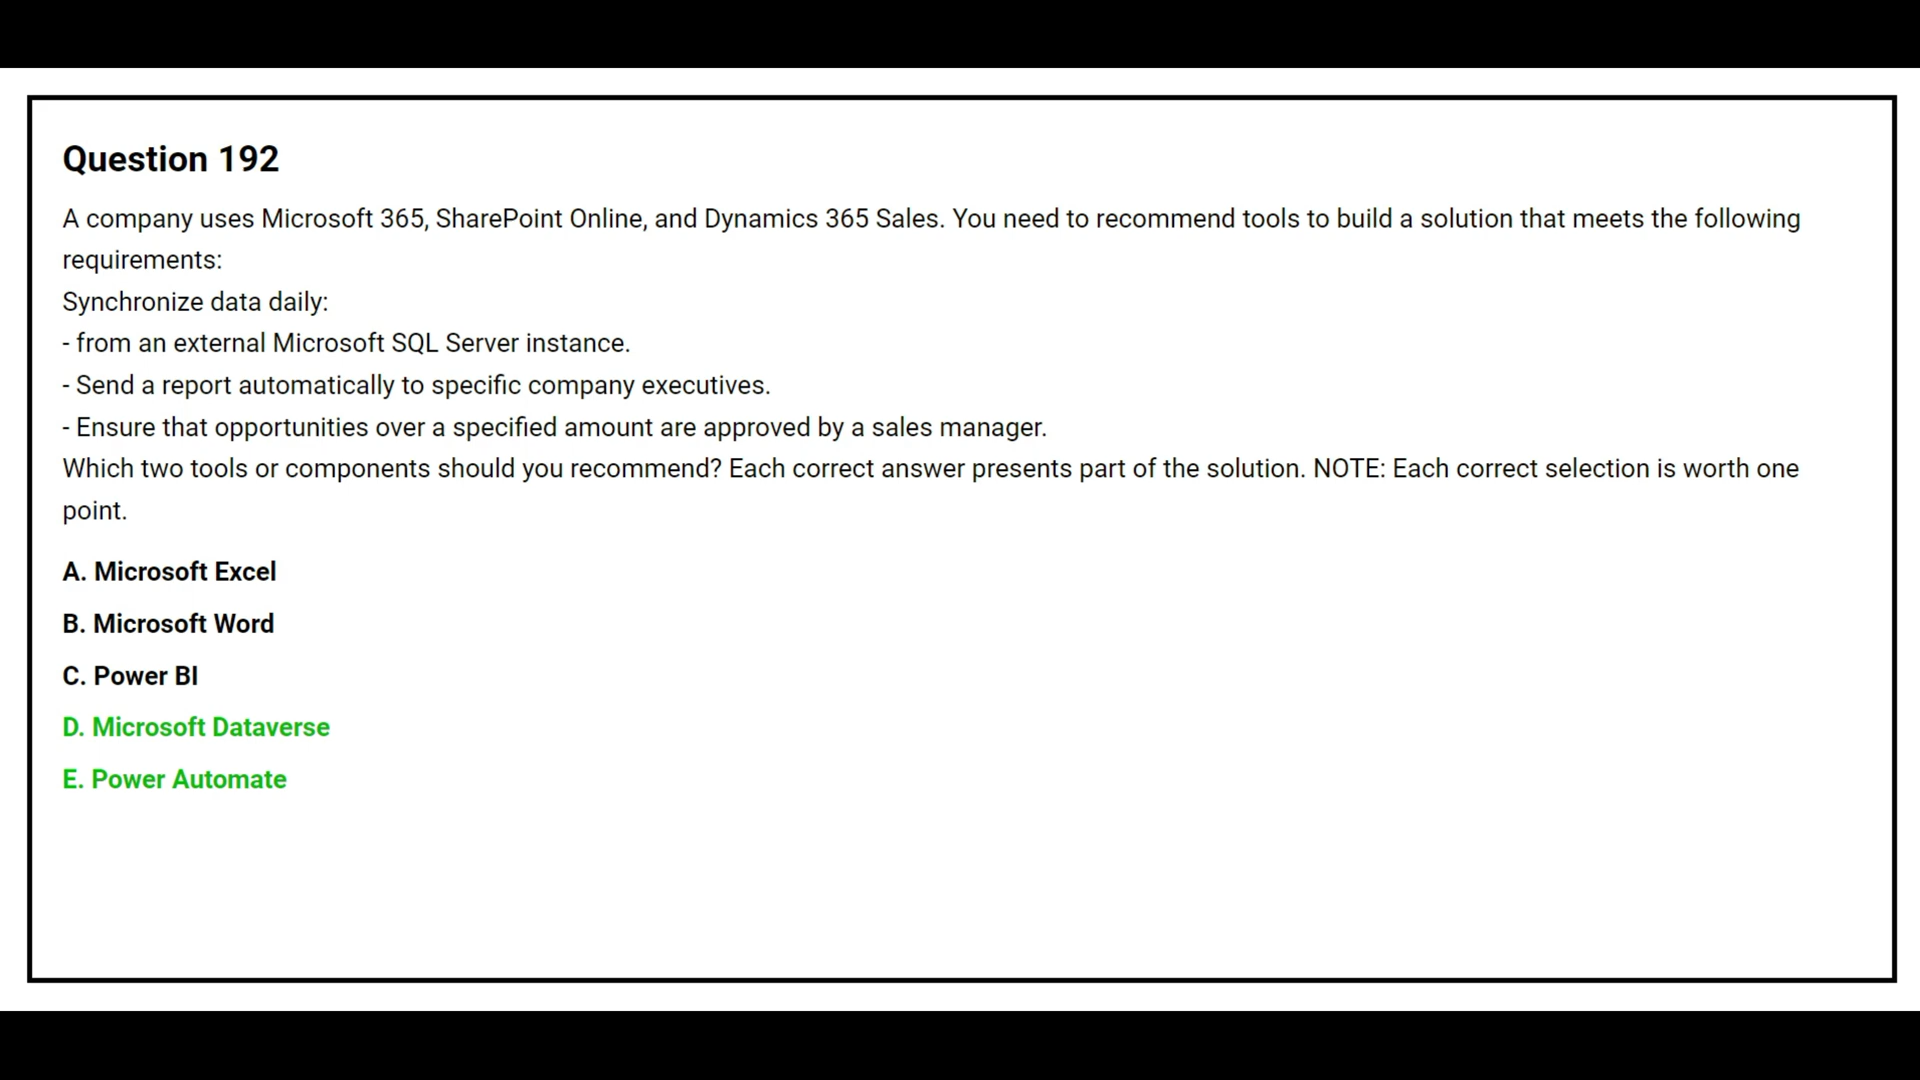 Question 192
A company uses Microsoft 365, SharePoint Online, and Dynamics 365 Sales. You need to recommend tools to build a solution that meets the following
requirements:
Synchronize data daily:
- from an external Microsoft SQL Server instance.
- Send a report automatically to specific company executives.
- Ensure that opportunities over a specified amount are approved by a sales manager.
Which two tools or components should you recommend? Each correct answer presents part of the solution. NOTE: Each correct selection is worth one
point.
A. Microsoft Excel
B. Microsoft Word
C. Power BI
D. Microsoft Dataverse
E. Power Automate